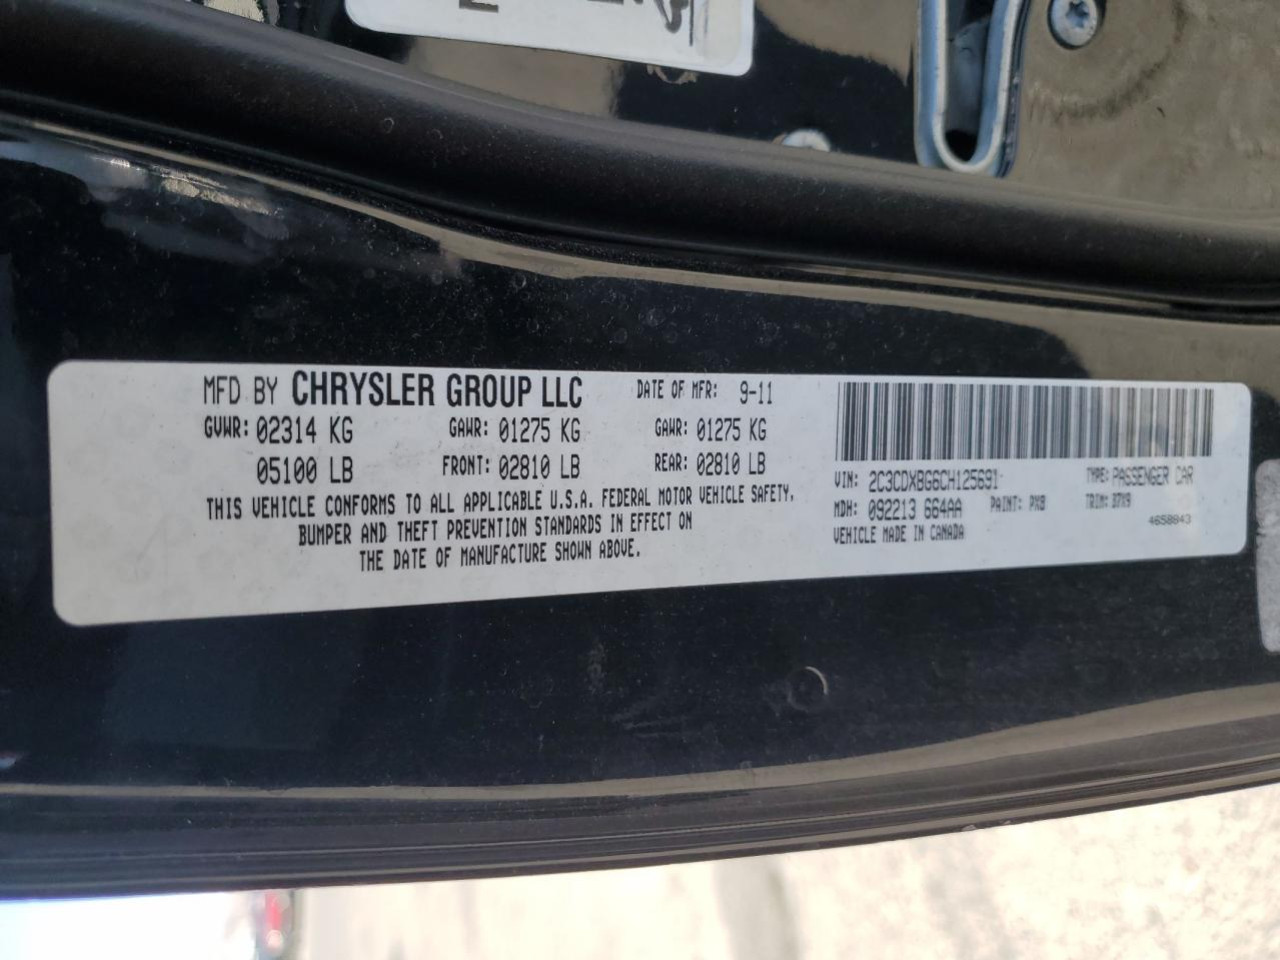 MFD BY CHRYSLER GROUP LLC DATE OF MFR: 9-11
GVWR: 02314 KG GAWR: 01275 KG GAWR: 01275 KG
05100 LB FRONT: 02810 LB REAR: 02810 LB
THIS VEHICLE CONFORMS TO ALL APPLICABLE U.S.A. FEDERAL MOTOR VEHICLE SAFETY,
BUMPER AND THEFT PREVENTION STANDARDS IN EFFECT ON
THE DATE OF MANUFACTURE SHOWN ABOVE.
VIN: 2C3CDXBG6CH125691 TYPE: PASSENGER CAR
MDH: 092213 664AA PAINT: PX8 TRIM:
VEHICLE MADE IN CANADA 4658843